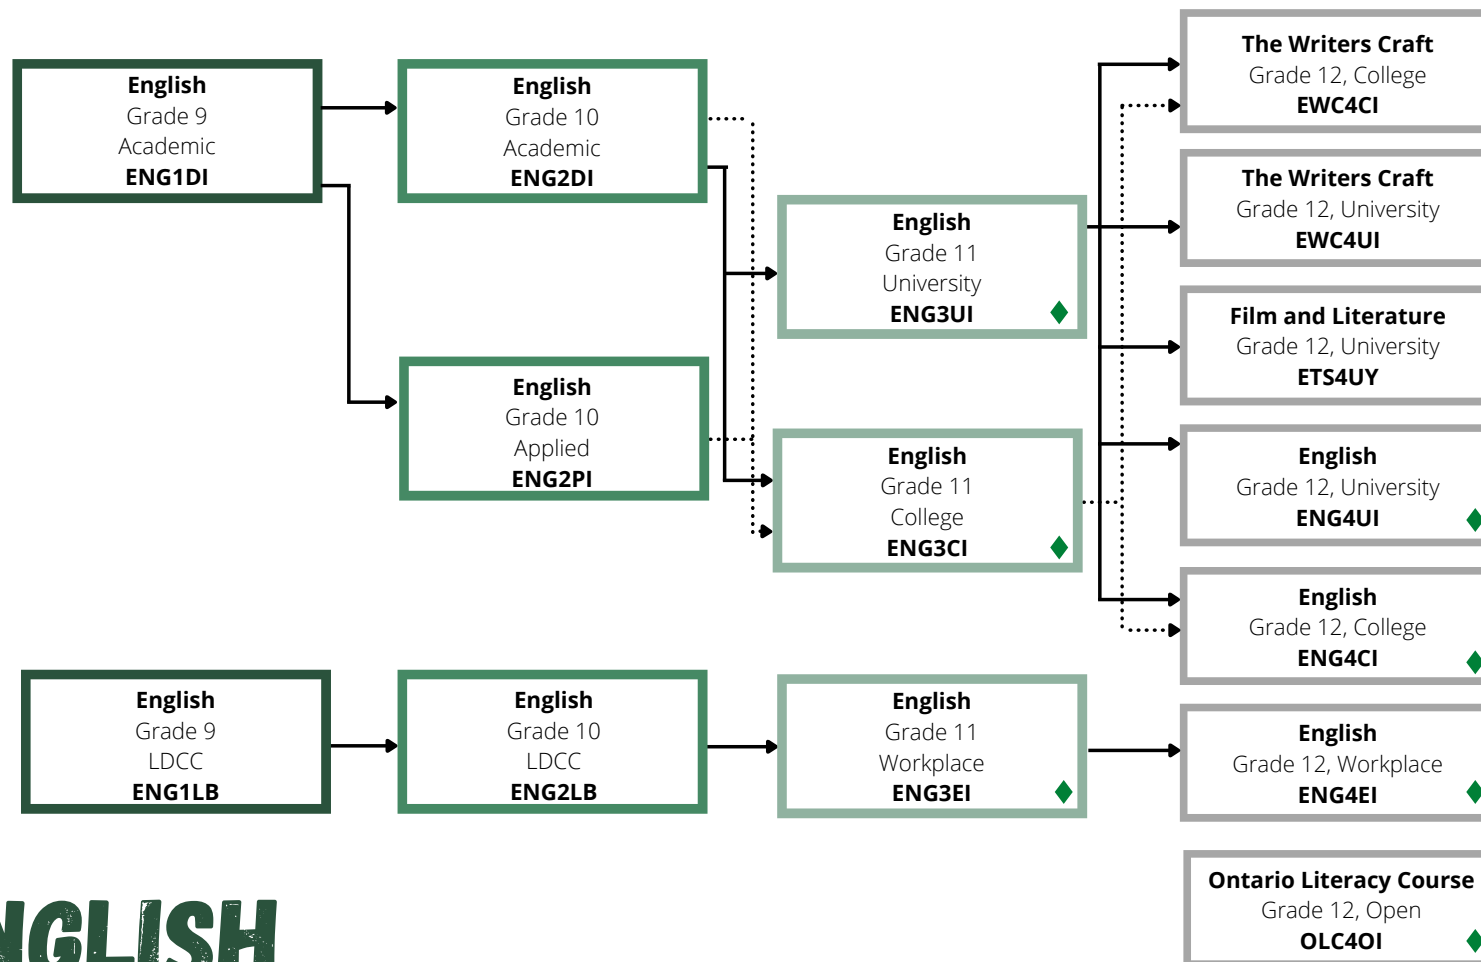 English
Grade 9
Academic
ENG1DI
English
Grade 10
Academic
ENG2DI
English
Grade 10
Applied
ENG2PI
English
Grade 11
University
ENG3UI
English
Grade 11
College
ENG3CI
The Writers Craft
Grade 12, College
EWC4CI
The Writers Craft
Grade 12, University
EWC4UI
Film and Literature
Grade 12, University
ETS4UY
English
Grade 12, University
ENG4UI
English
Grade 12, College
ENG4CI
English
Grade 9
LDCC
ENG1LB
English
Grade 10
LDCC
ENG2LB
English
Grade 11
Workplace
ENG3EI
English
Grade 12, Workplace
ENG4EI
Ontario Literacy Course
Grade 12, Open
OLC4OI
NGLISH